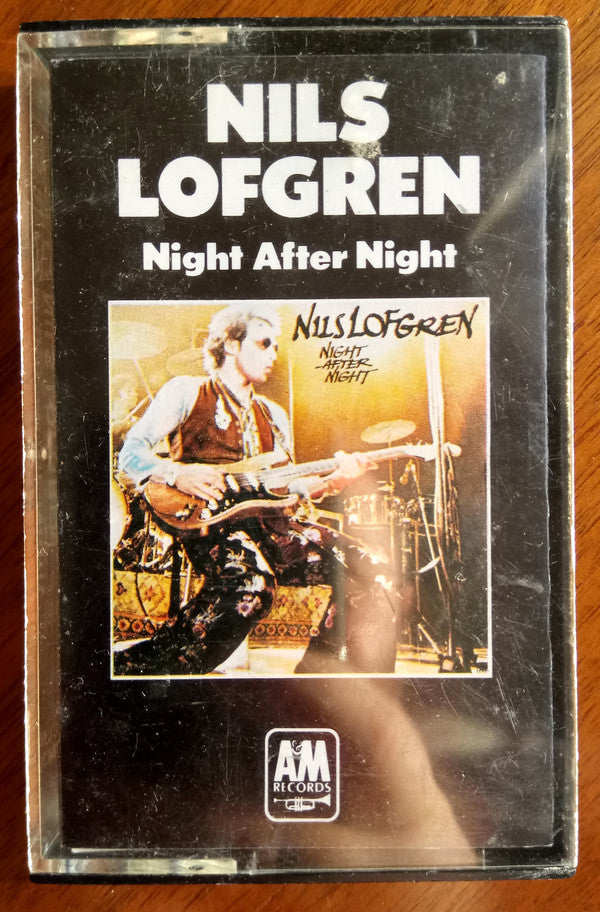 NILS
LOFGREN
Night After Night
NILS LOFGREN
NIGHT
AFTER
NIGHT
A&M
RECORDS